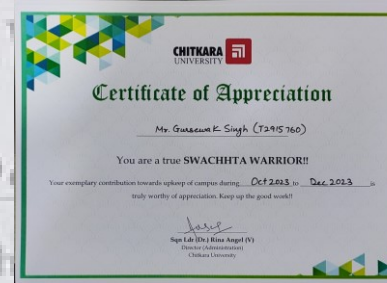 CHITKARA
UNIVERSITY
Certificate of Appreciation
Mr. Gursewak Singh (T2915760)
You are a true SWACHHTA WARRIOR!!
Your exemplary contribution towards upkeep of campus during Oct 2023 to Dec 2023 is
truly worthy of appreciation. Keep up the good work!!
Sqn Ldr (Dr.) Rina Angel (V)
Director (Administration)
Chitkara University